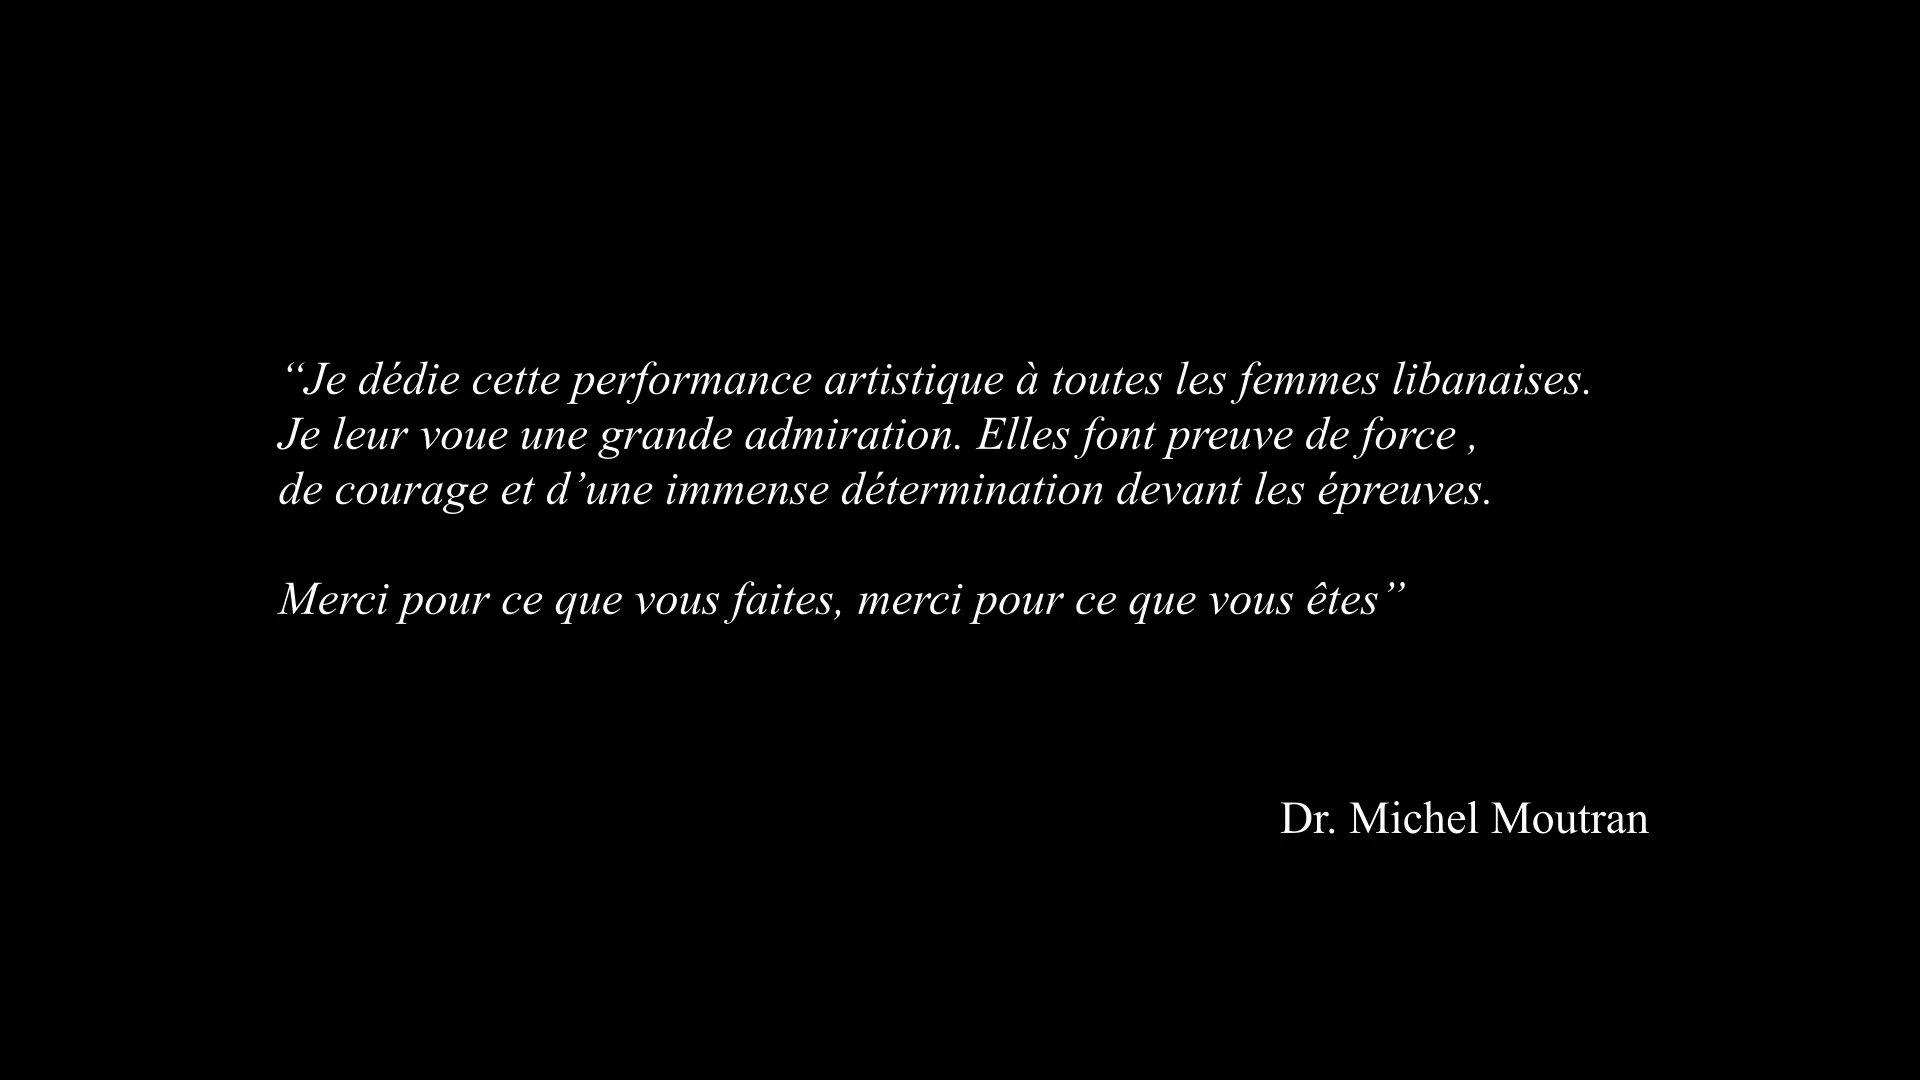 “Je dédie cette performance artistique à toutes les femmes libanaises.
Je leur voue une grande admiration. Elles font preuve de force ,
de courage et d’une immense détermination devant les épreuves.
Merci pour ce que vous faites, merci pour ce que vous êtes”
Dr. Michel Moutran